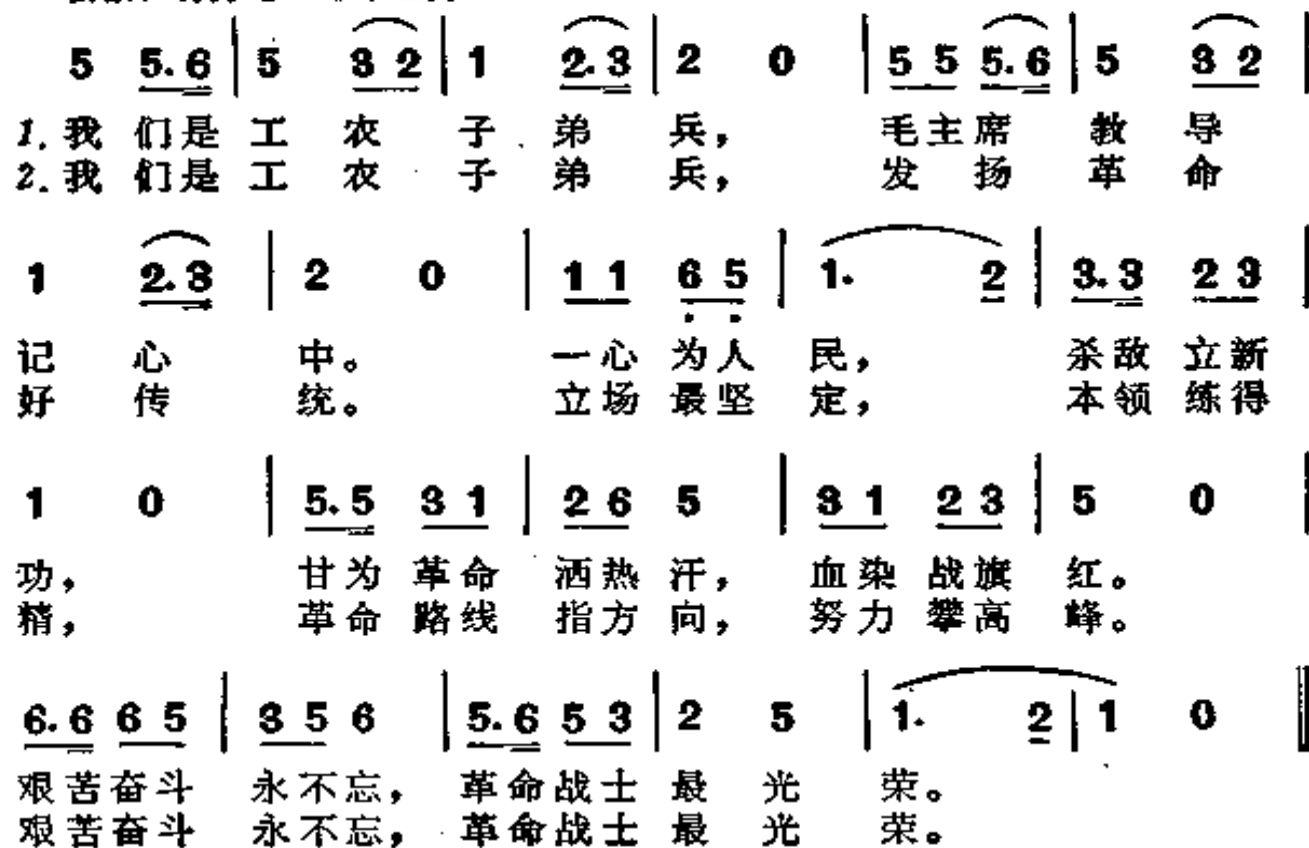 5 5.6 | 5 3 2 | 1 2.3 | 2 0 | 5 5 5.6 | 5 3 2 |
1.我们是工农子弟兵，毛主席教导
2.我们是工农子弟兵，发扬革命
1 2.3 | 2 0 | 1 1 6 5 | 1. 2 | 3.3 2 3 |
记心中。一心为人民，杀敌立新
好传统。立场最坚定，本领练得
1 0 | 5.5 3 1 | 2 6 5 | 3 1 2 3 | 5 0 |
功，甘为革命洒热汗，血染战旗红。
精，革命路线指方向，努力攀高峰。
6.6 6 5 | 3 5 6 | 5.6 5 3 | 2 5 | 1. 2 | 1 0 ‖
艰苦奋斗永不忘，革命战士最光荣。
艰苦奋斗永不忘，革命战士最光荣。